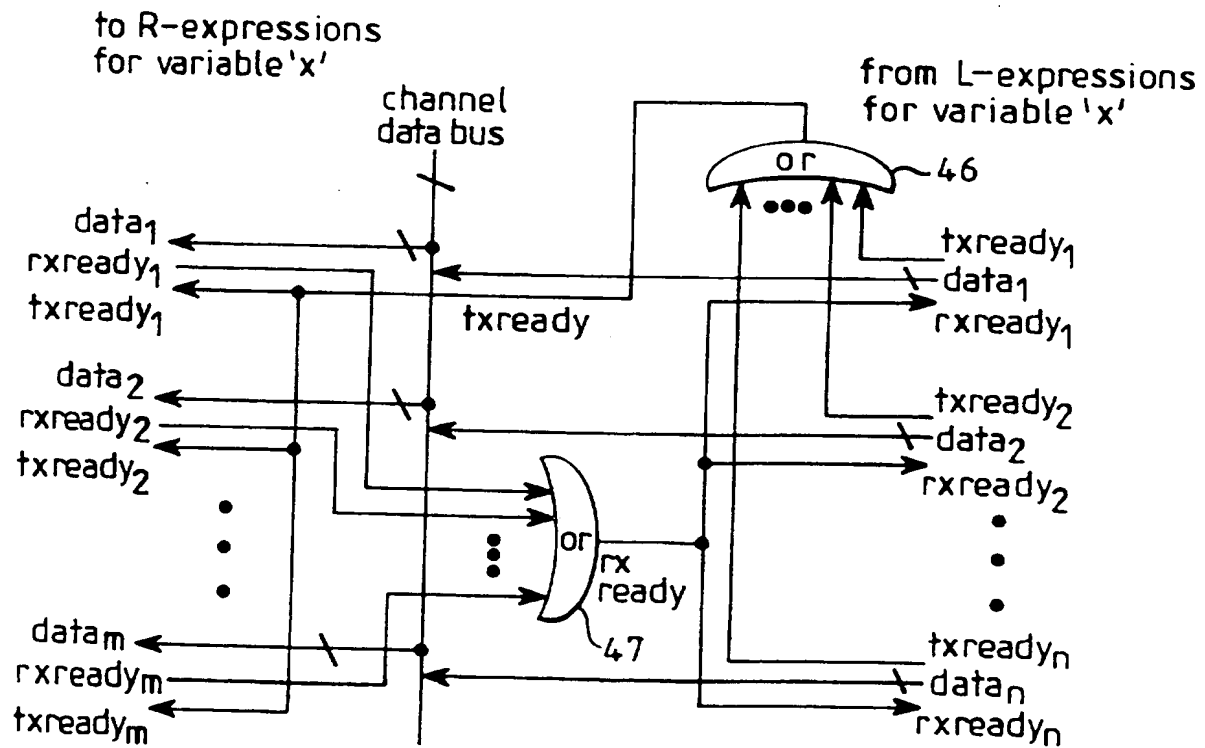 to R-expressions
for variable 'x'
channel
data bus
from L-expressions
for variable 'x'
or
46
data1
rxready1
txready1
txready
txready1
data1
rxready1
data2
rxready2
txready2
txready2
data2
rxready2
or
rx
ready
47
datam
rxreadym
txreadym
txreadyn
datan
rxreadyn